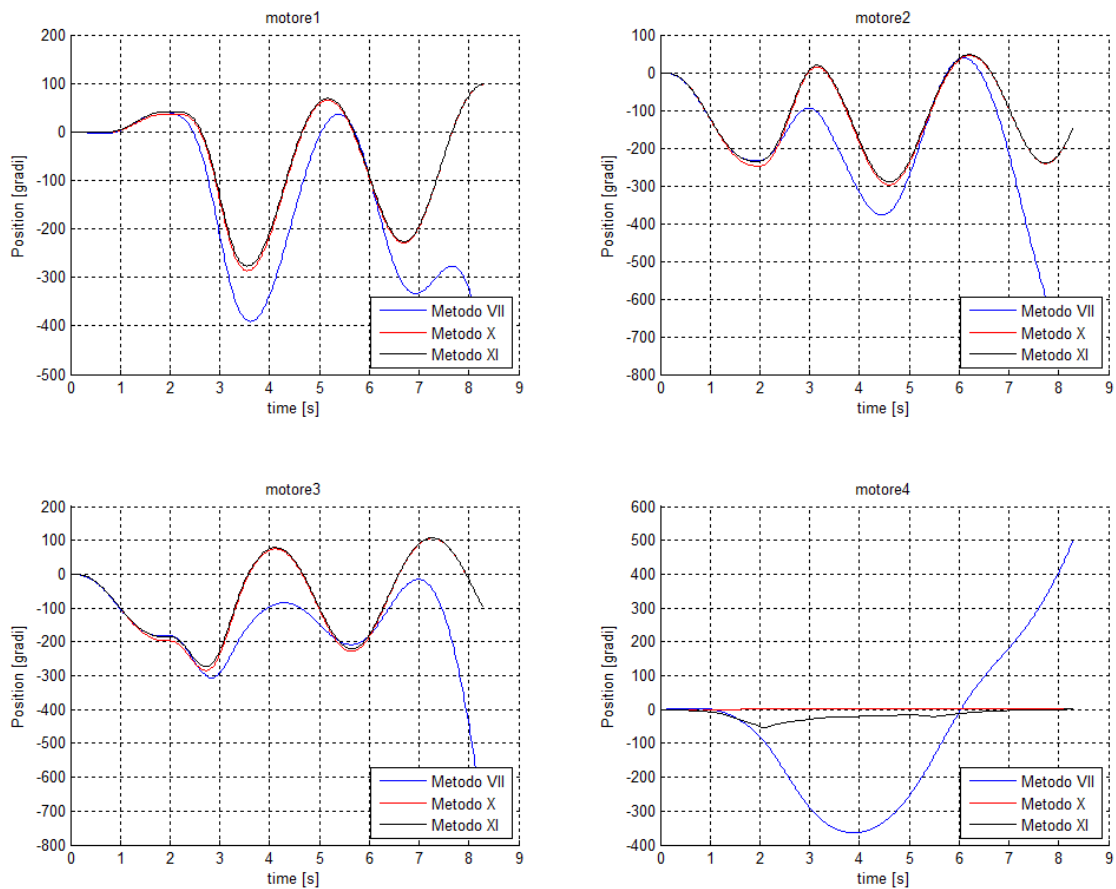 motore1
200
100
0
-100
-200
-300
-400
-500
Position [gradi]
0 1 2 3 4 5 6 7 8 9
time [s]
Metodo VII
Metodo X
Metodo XI
motore2
100
0
-100
-200
-300
-400
-500
-600
-700
-800
Position [gradi]
0 1 2 3 4 5 6 7 8 9
time [s]
Metodo VII
Metodo X
Metodo XI
motore3
200
100
0
-100
-200
-300
-400
-500
-600
-700
-800
Position [gradi]
0 1 2 3 4 5 6 7 8 9
time [s]
Metodo VII
Metodo X
Metodo XI
motore4
600
500
400
300
200
100
0
-100
-200
-300
-400
Position [gradi]
0 1 2 3 4 5 6 7 8 9
time [s]
Metodo VII
Metodo X
Metodo XI